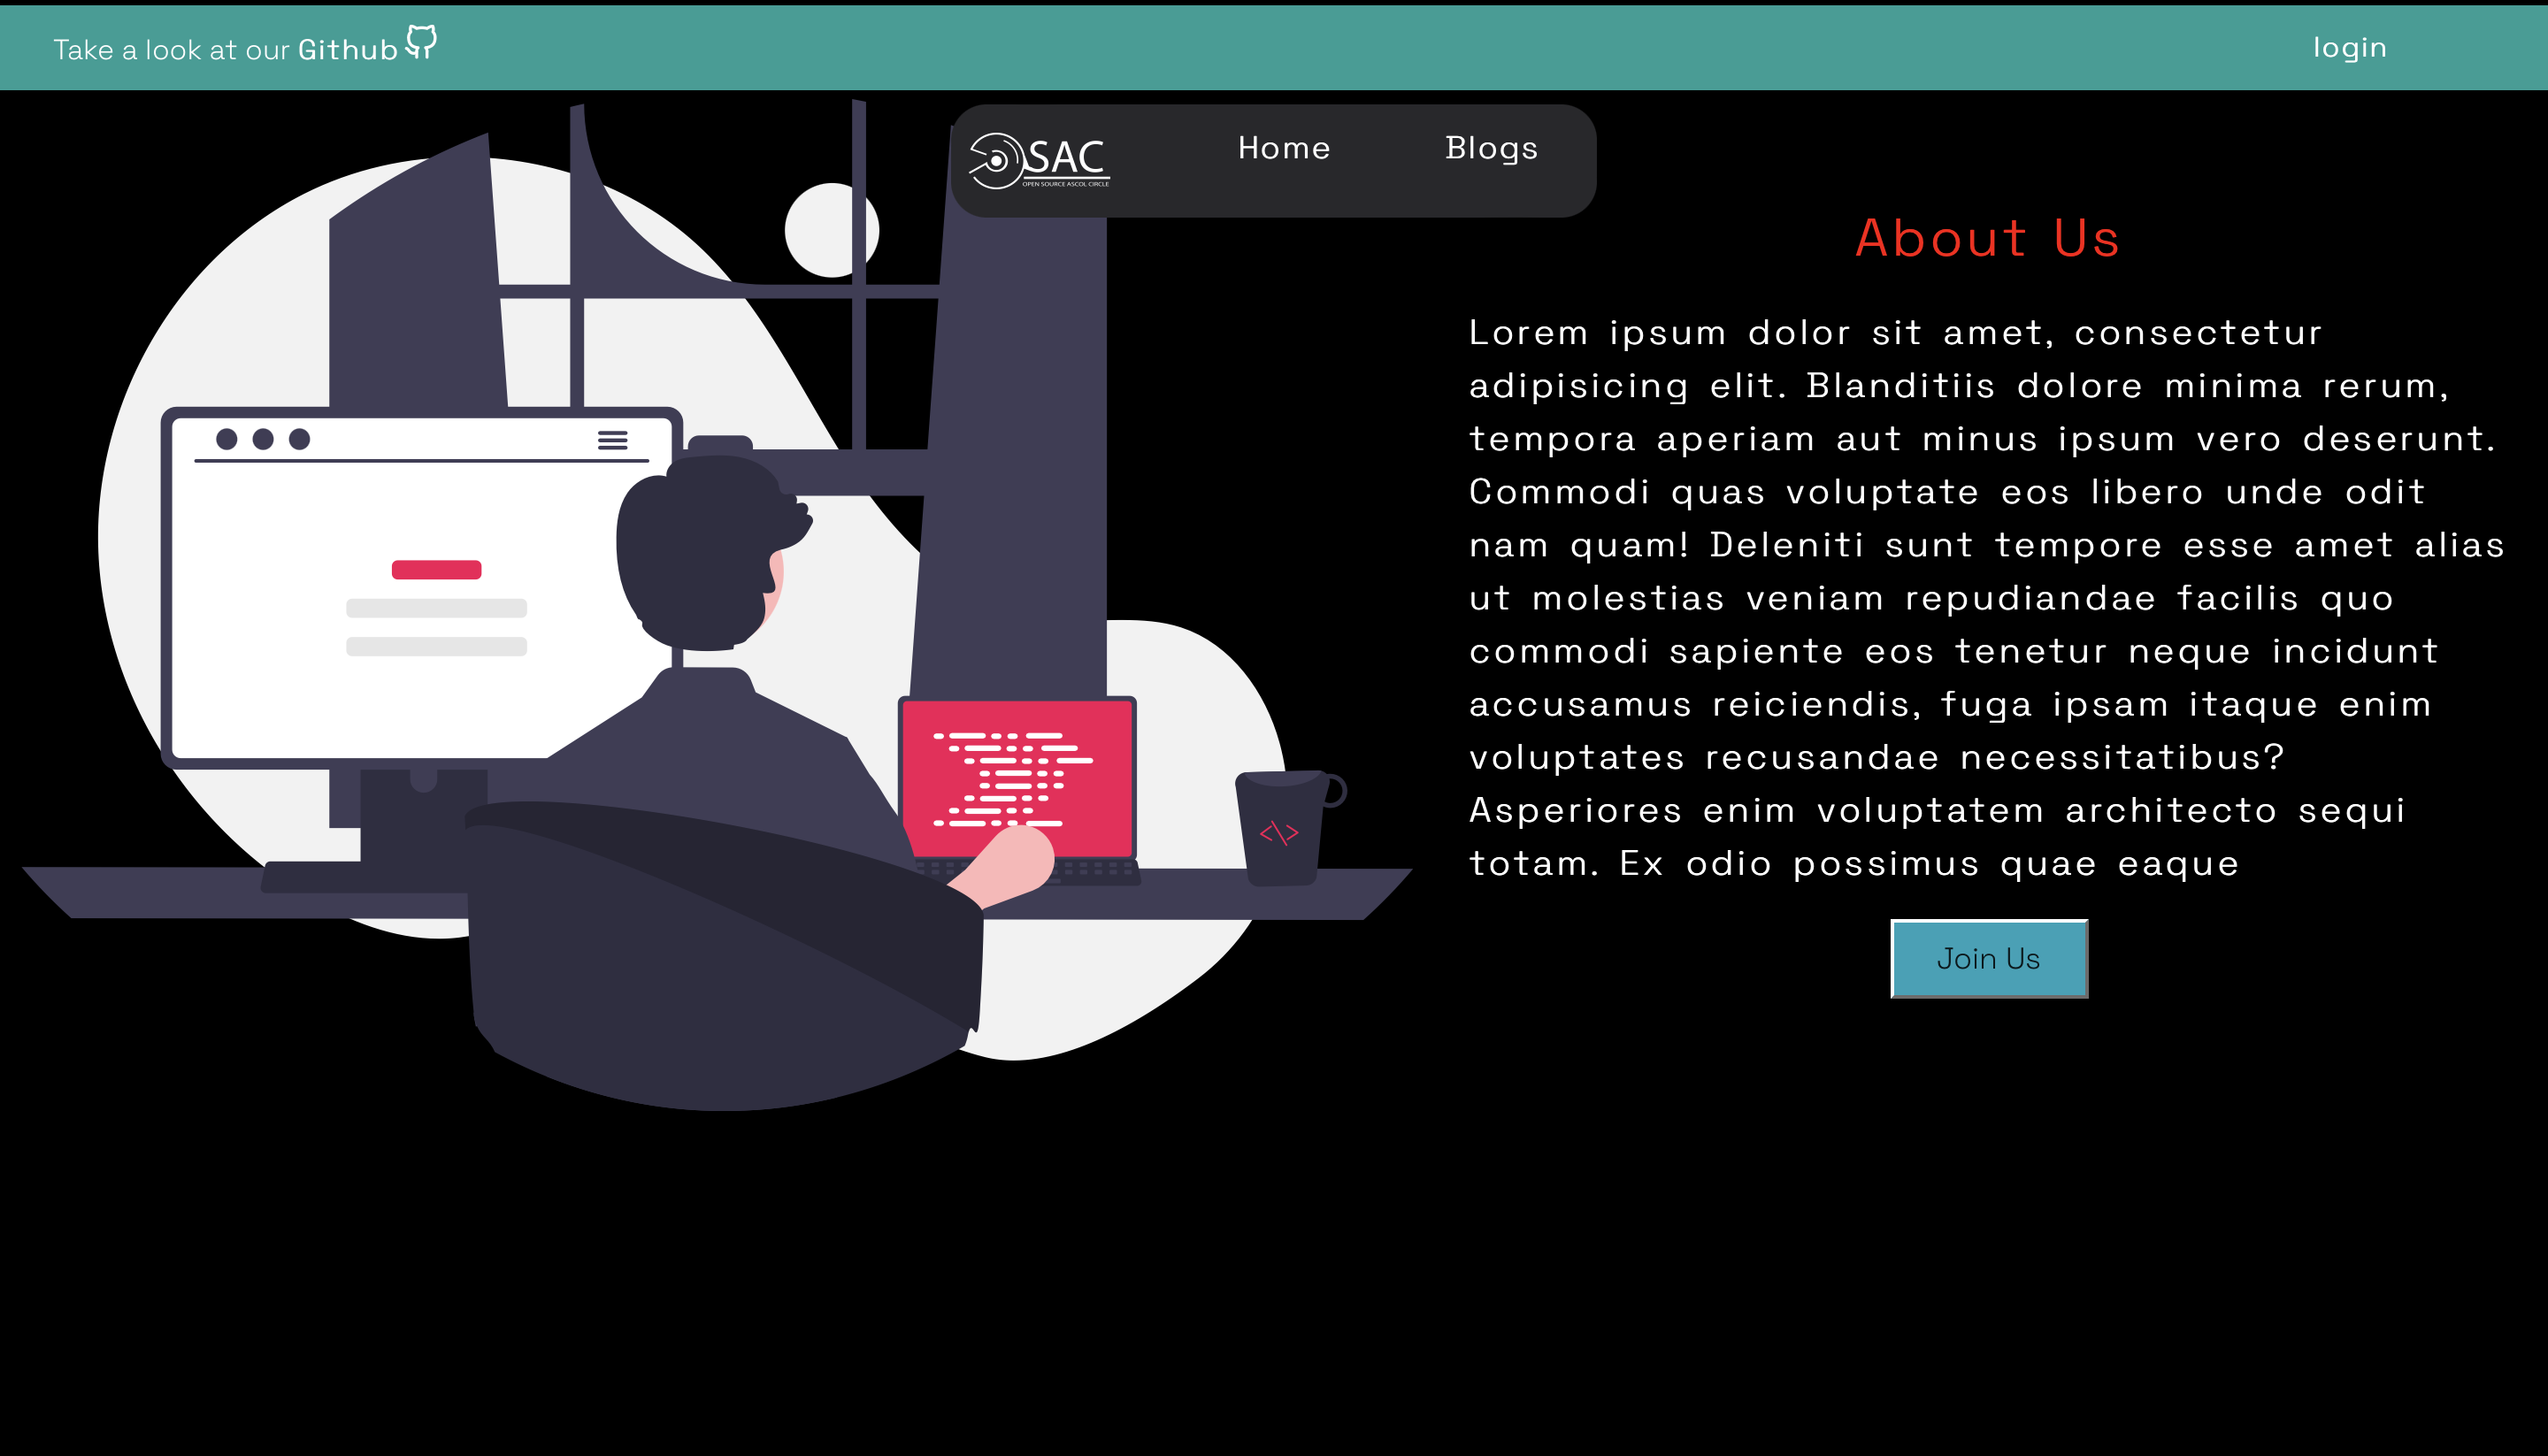 Take a look at our Github
login
OSAC
OPEN SOURCE ASCOL CIRCLE
Home
Blogs
About Us
Lorem ipsum dolor sit amet, consectetur
adipisicing elit. Blanditiis dolore minima rerum,
tempora aperiam aut minus ipsum vero deserunt.
Commodi quas voluptate eos libero unde odit
nam quam! Deleniti sunt tempore esse amet alias
ut molestias veniam repudiandae facilis quo
commodi sapiente eos tenetur neque incidunt
accusamus reiciendis, fuga ipsam itaque enim
voluptates recusandae necessitatibus?
Asperiores enim voluptatem architecto sequi
totam. Ex odio possimus quae eaque
<\>
Join Us